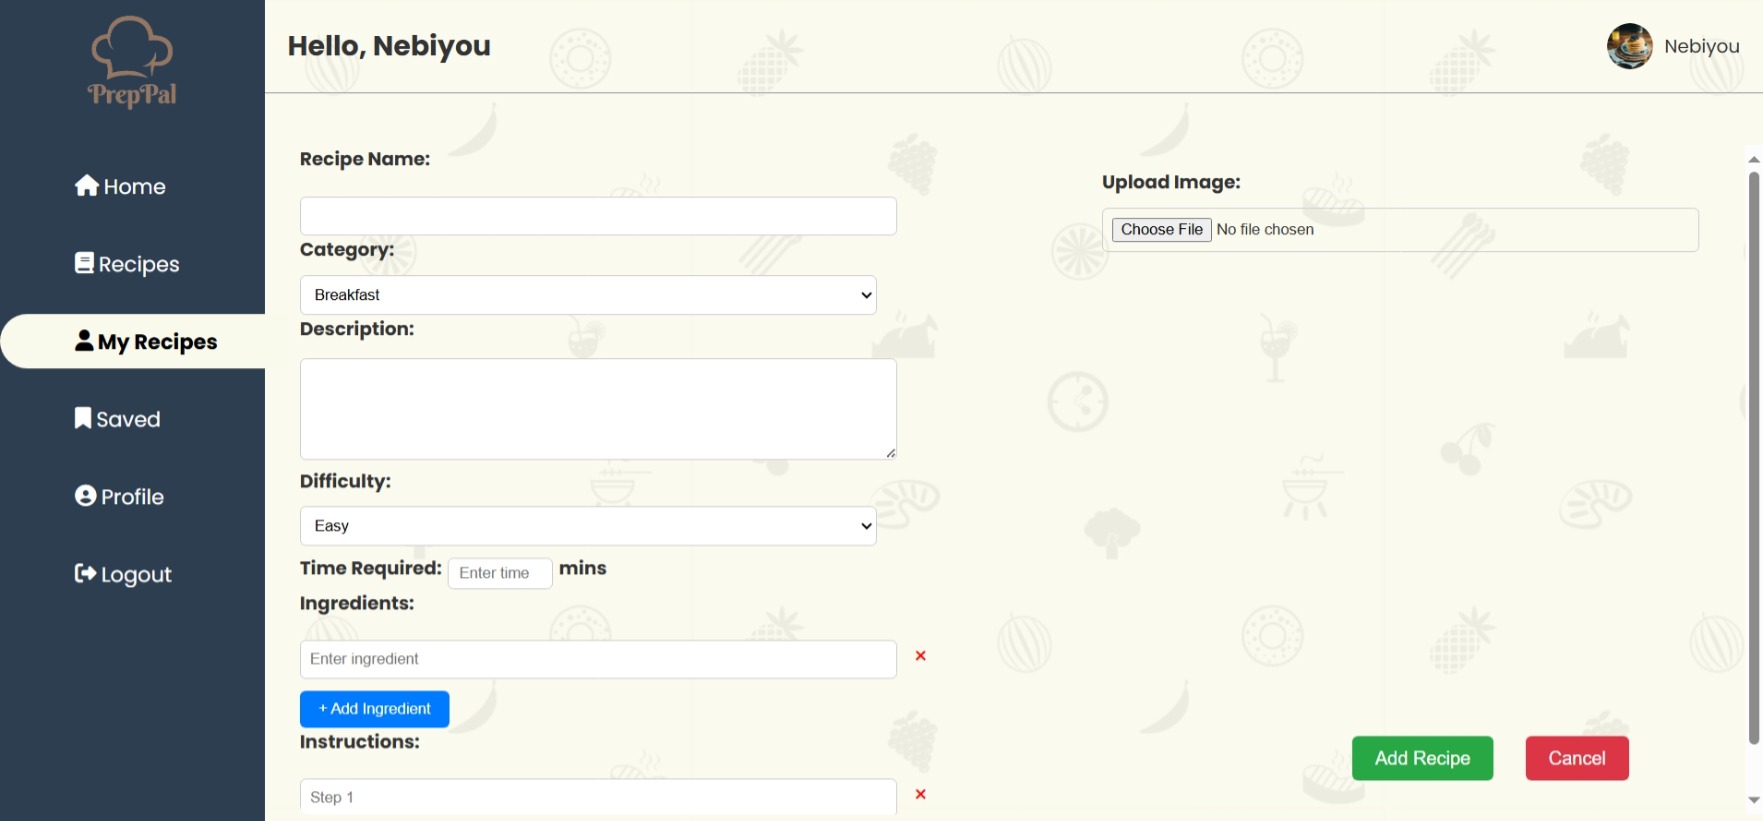 PrepPal
Home
Recipes
My Recipes
Saved
Profile
Logout
Hello, Nebiyou
Nebiyou
Recipe Name:
Category:
Breakfast
Description:
Difficulty:
Easy
Time Required: Enter time mins
Ingredients:
Enter ingredient ×
+ Add Ingredient
Instructions:
Step 1 ×
Upload Image:
Choose File No file chosen
Add Recipe Cancel